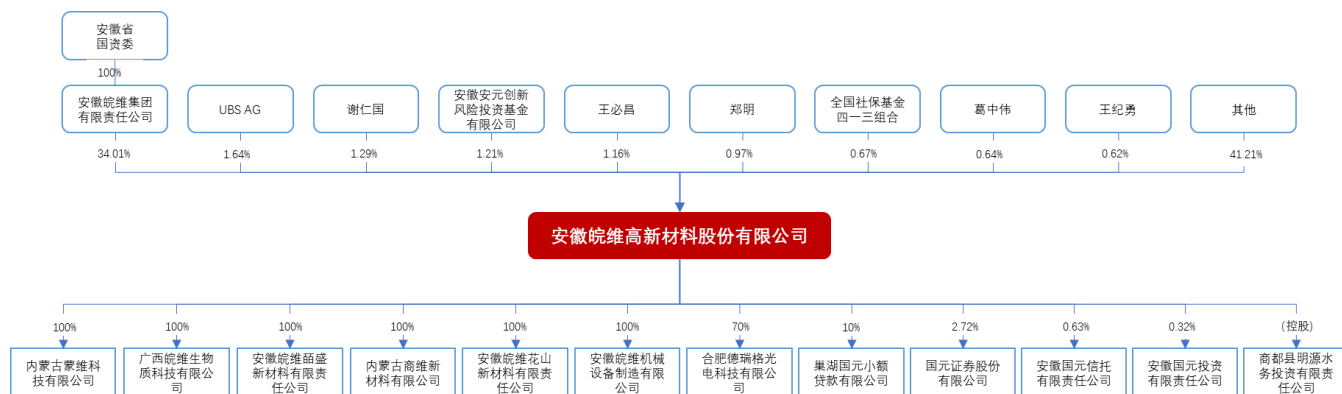 安徽省
国资委
100%
安徽皖维集团
有限责任公司
UBS AG
谢仁国
安徽安元创新
风险投资基金
有限公司
王必昌
郑明
全国社保基金
四一三组合
葛中伟
王纪勇
其他
34.01%
1.64%
1.29%
1.21%
1.16%
0.97%
0.67%
0.64%
0.62%
41.21%
安徽皖维高新材料股份有限公司
100%
100%
100%
100%
100%
100%
70%
10%
2.72%
0.63%
0.32%
(控股)
内蒙古蒙维科
技有限公司
广西皖维生物
质科技有限公
司
安徽皖维皕盛
新材料有限责
任公司
内蒙古商维新
材料有限公司
安徽皖维花山
新材料有限责
任公司
安徽皖维机械
设备制造有限
公司
合肥德瑞格光
电科技有限公
司
巢湖国元小额
贷款有限公司
国元证券股份
有限公司
安徽国元信托
有限责任公司
安徽国元投资
有限责任公司
商都县明源水
务投资有限责
任公司